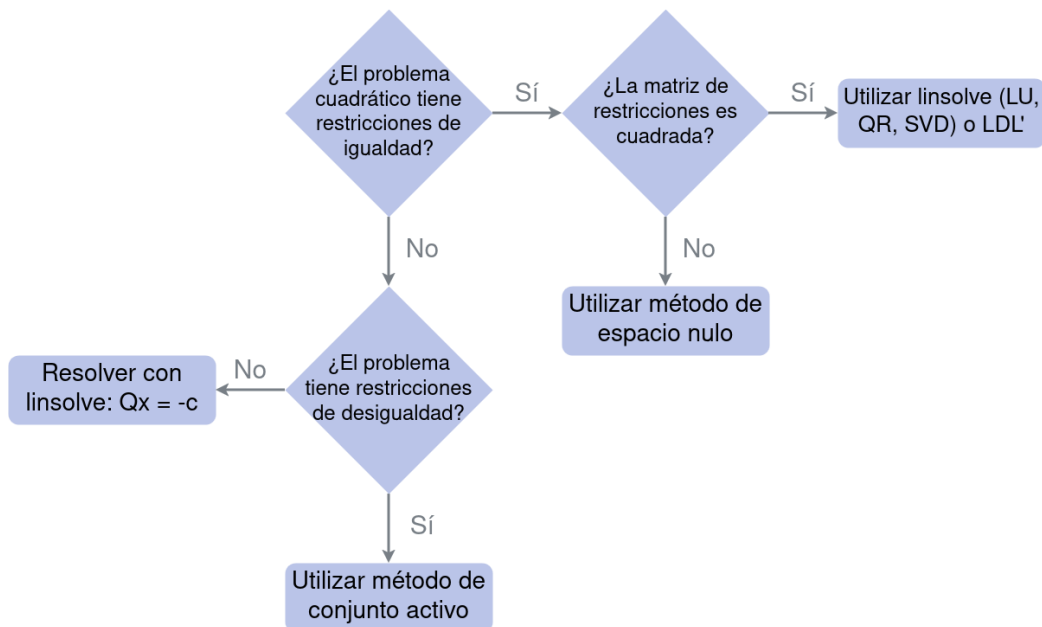 ¿El problema
cuadrático tiene
restricciones de
igualdad?
Sí
¿La matriz de
restricciones es
cuadrada?
Sí
Utilizar linsolve (LU,
QR, SVD) o LDL'
No
No
Utilizar método de
espacio nulo
¿El problema
tiene restricciones
de desigualdad?
No
Resolver con
linsolve: Qx = -c
Sí
Utilizar método de
conjunto activo